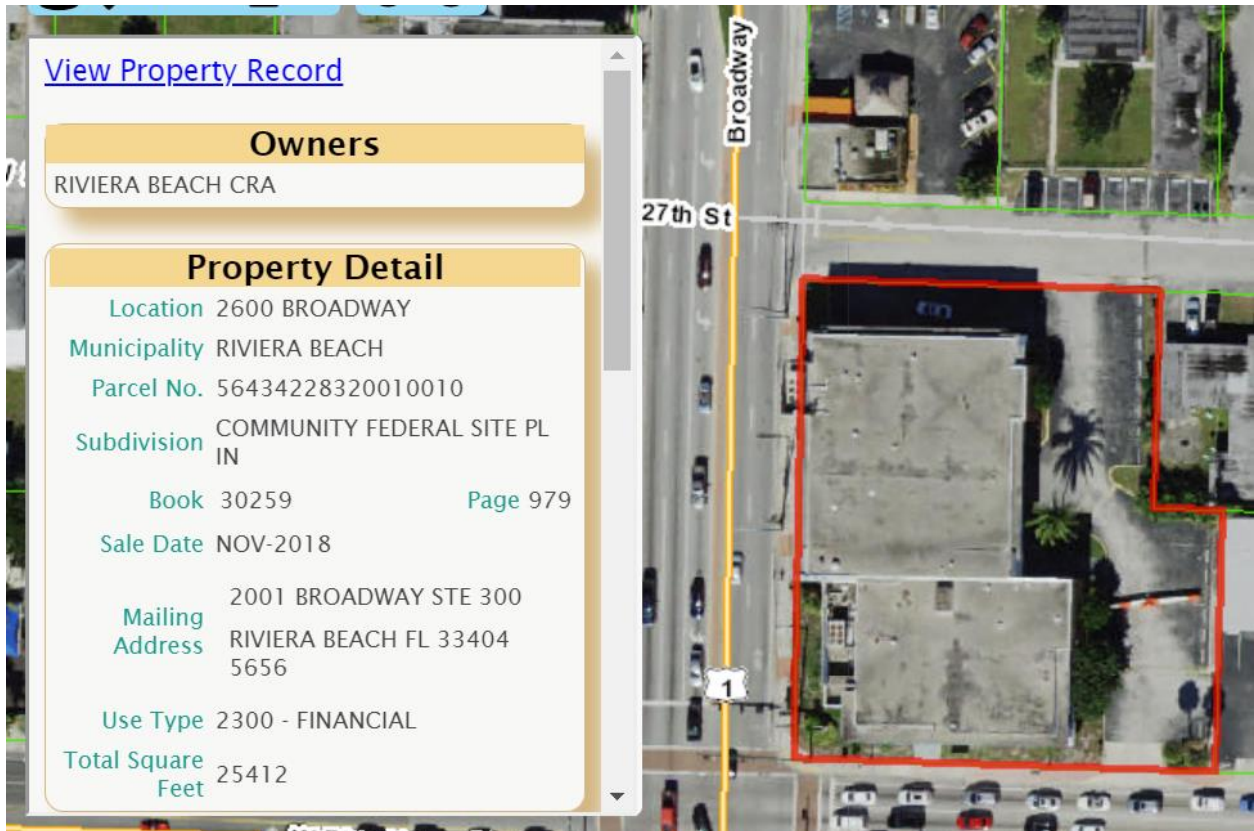 View Property Record
Owners
RIVIERA BEACH CRA
Property Detail
Location 2600 BROADWAY
Municipality RIVIERA BEACH
Parcel No. 56434228320010010
Subdivision COMMUNITY FEDERAL SITE PL
IN
Book 30259 Page 979
Sale Date NOV-2018
Mailing Address
2001 BROADWAY STE 300
RIVIERA BEACH FL 33404
5656
Use Type 2300 - FINANCIAL
Total Square Feet 25412
Broadway
27th St
1